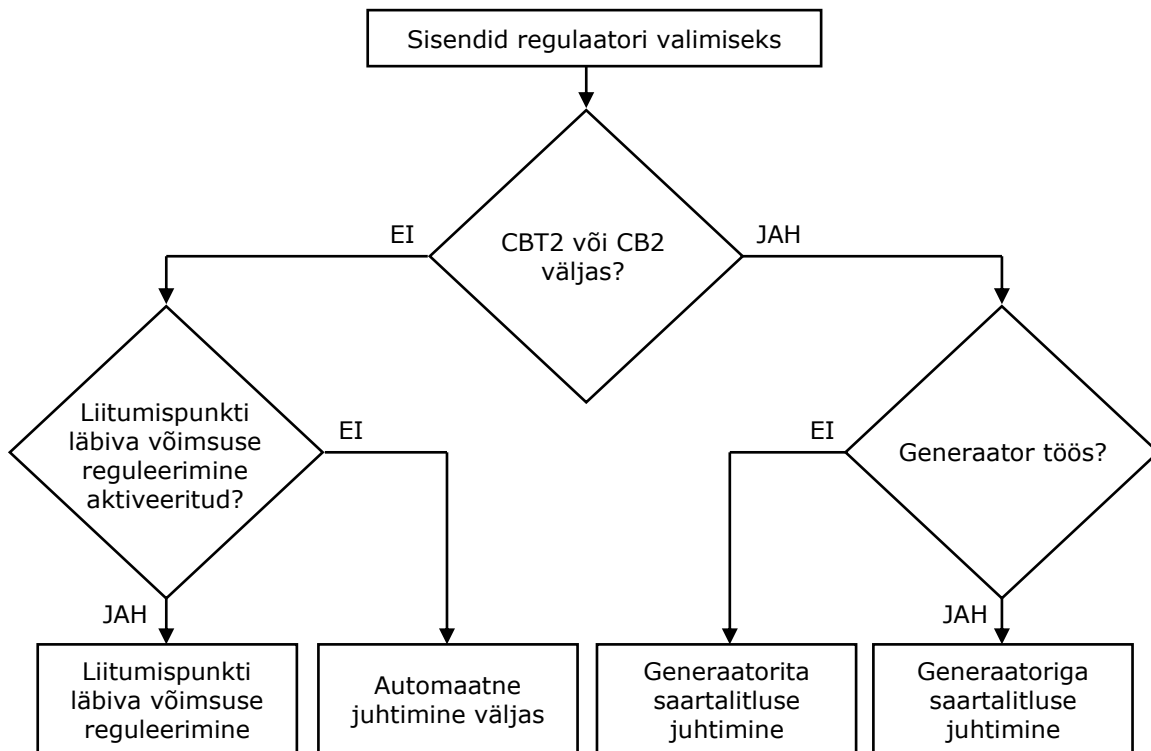 Sisendid regulaatori valimiseks
EI
CBT2 või CB2
väljas?
JAH
Liitumispunkti
läbiva võimsuse
reguleerimine
aktiveeritud?
EI
EI
Generaator töös?
JAH
JAH
Liitumispunkti
läbiva võimsuse
reguleerimine
Automaatne
juhtimine väljas
Generaatorita
saartalitluse
juhtimine
Generaatoriga
saartalitluse
juhtimine